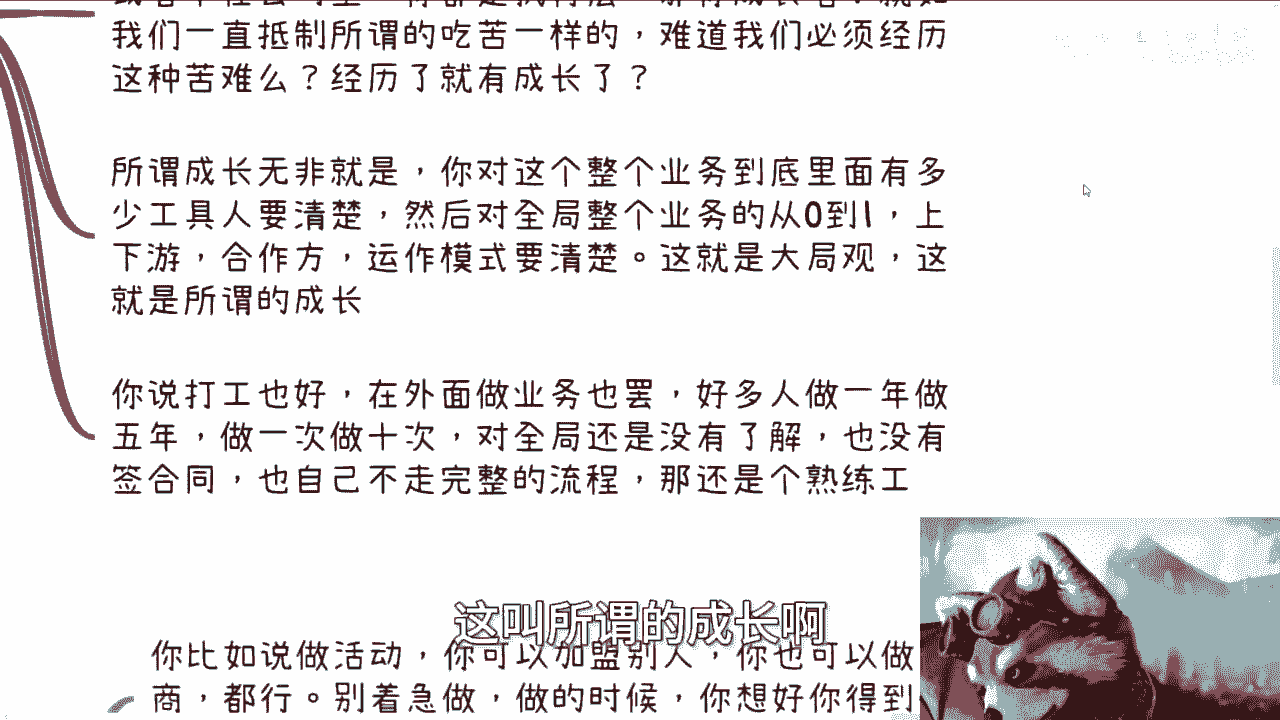 我们一直抵制所谓的吃苦一样的，难道我们必须经历
这种苦难么？经历了就有成长了？
所谓成长无非就是，你对这个整个业务到底里面有多
少工具人要清楚，然后对全局整个业务的从0到1，上
下游，合作方，运作模式要清楚。这就是大局观，这
就是所谓的成长
你说打工也好，在外面做业务也罢，好多人做一年做
五年，做一次做十次，对全局还是没有了解，也没有
签合同，也自己不走完整的流程，那还是个熟练工
这叫所谓的成长啊
你比如说做活动，你可以加盟别人，你也可以做
商，都行。别着急做，做的时候，你想好你得到